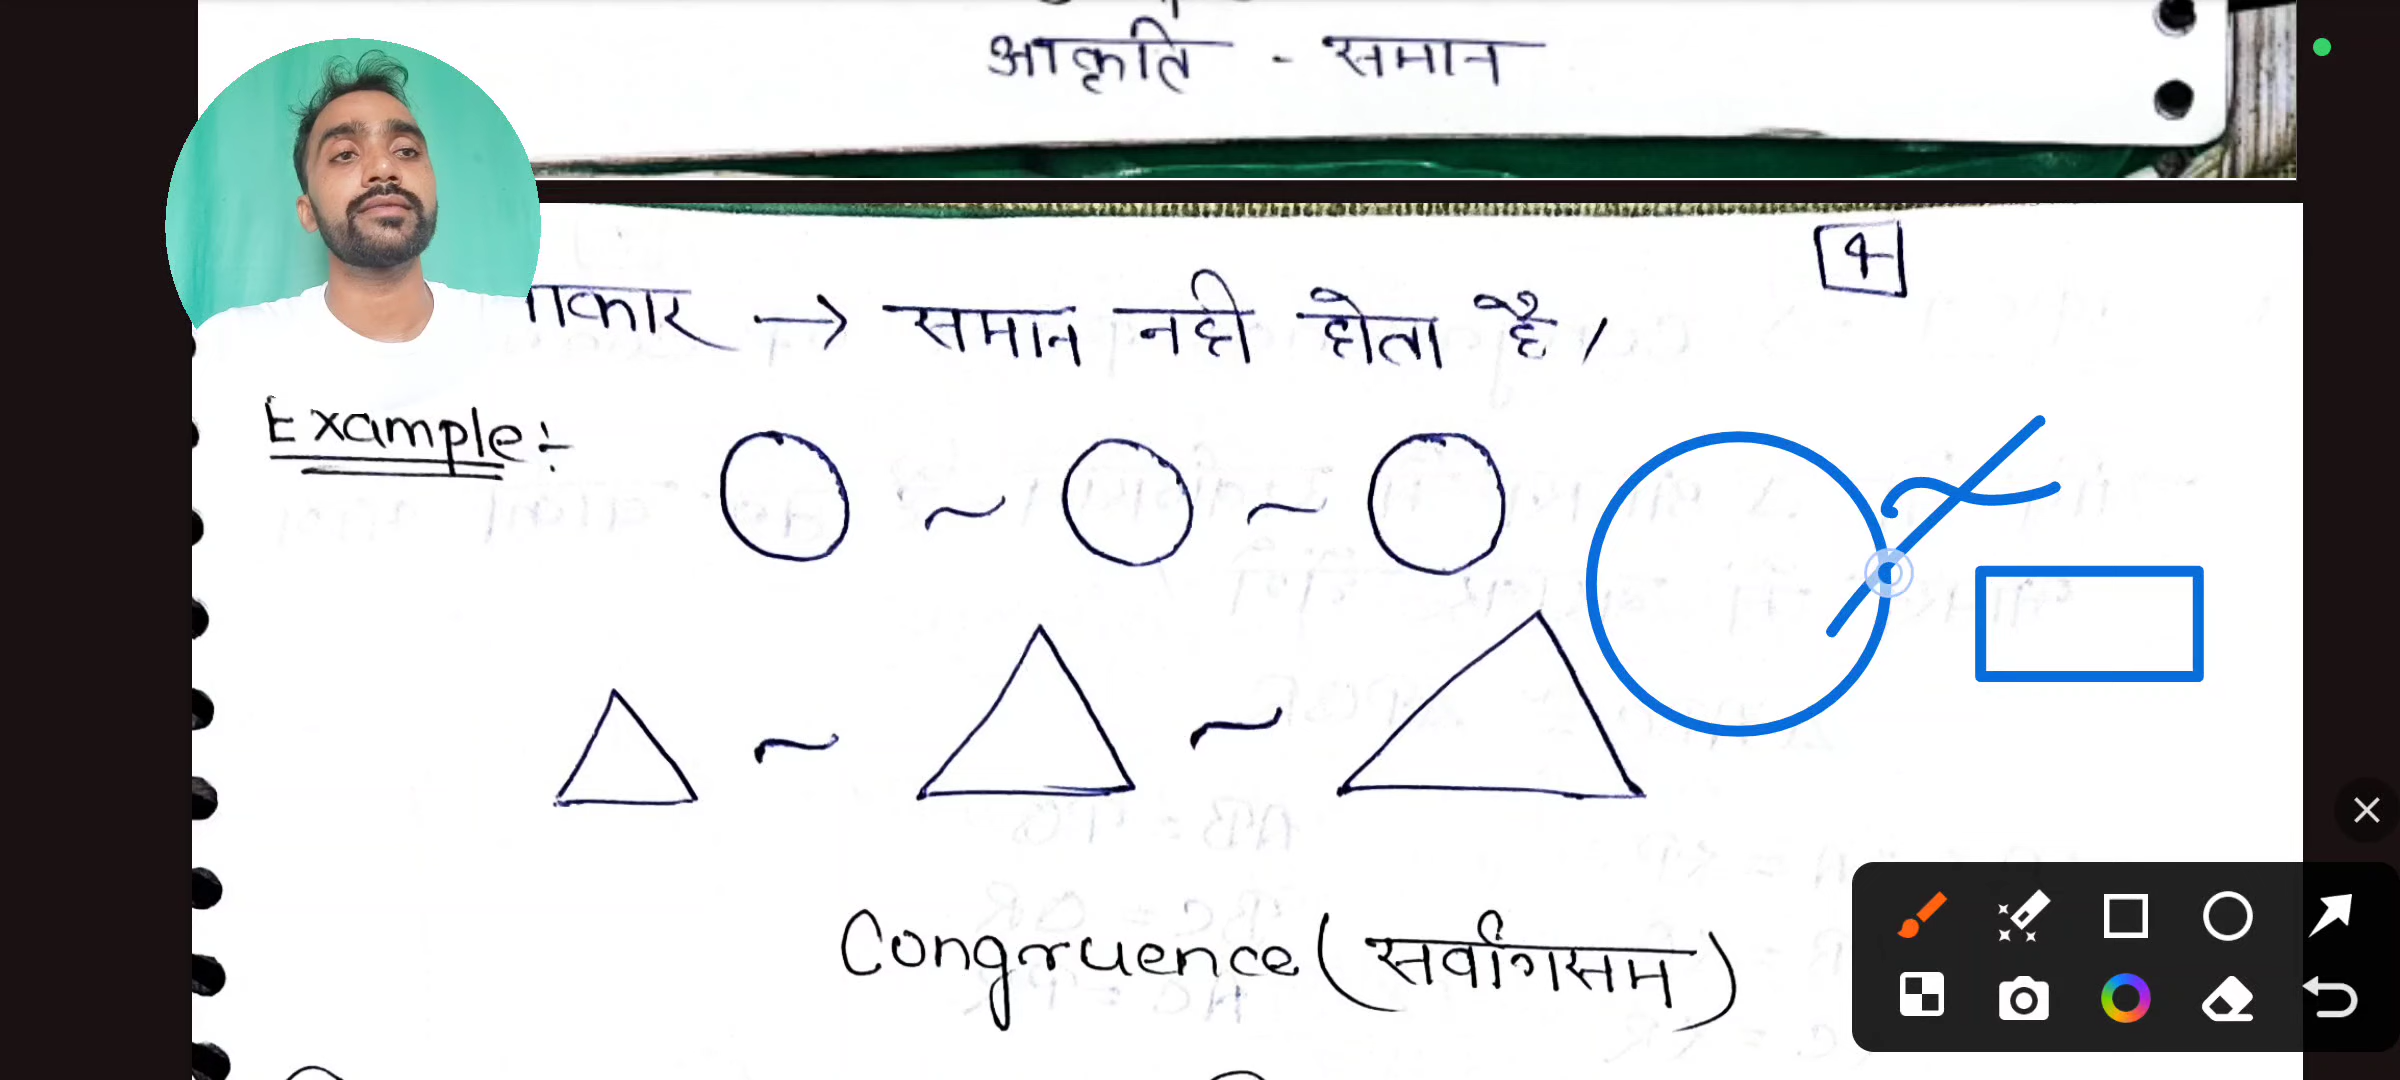 आकृति - समान
4
ाकार → समान नही होता है /
Example :-
~ ~
~ ~
Congruence ( सर्वांगसम )